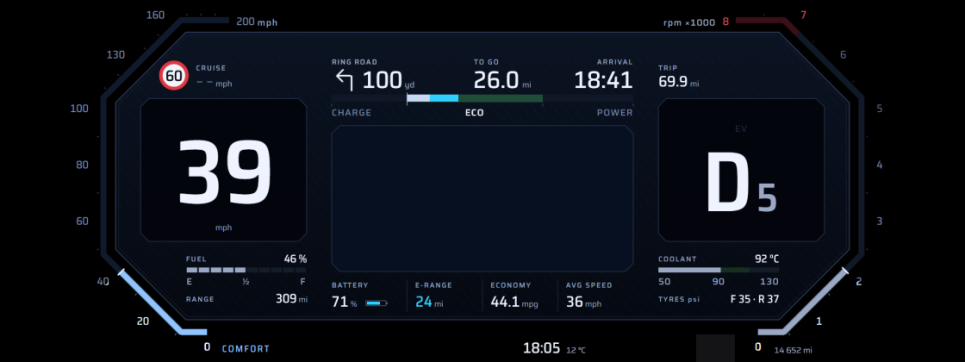 160
200 mph
rpm ×1000 8
7
130
6
60
CRUISE
-- mph
RING ROAD
100 yd
TO GO
26.0 mi
ARRIVAL
18:41
TRIP
69.9 mi
CHARGE
ECO
POWER
100
80
60
40
20
0
39
mph
EV
D 5
5
4
3
2
1
0
FUEL 46 %
E ½ F
RANGE 309 mi
BATTERY
71 %
E-RANGE
24 mi
ECONOMY
44.1 mpg
AVG SPEED
36 mph
COOLANT 92 °C
50 90 130
TYRES psi F 35 · R 37
COMFORT
18:05 12 °C
14 652 mi